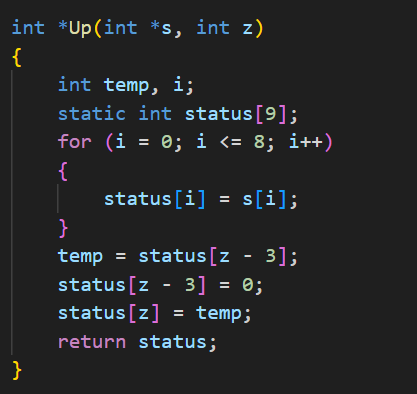 int *Up(int *s, int z)
{
    int temp, i;
    static int status[9];
    for (i = 0; i <= 8; i++)
    {
        status[i] = s[i];
    }
    temp = status[z - 3];
    status[z - 3] = 0;
    status[z] = temp;
    return status;
}